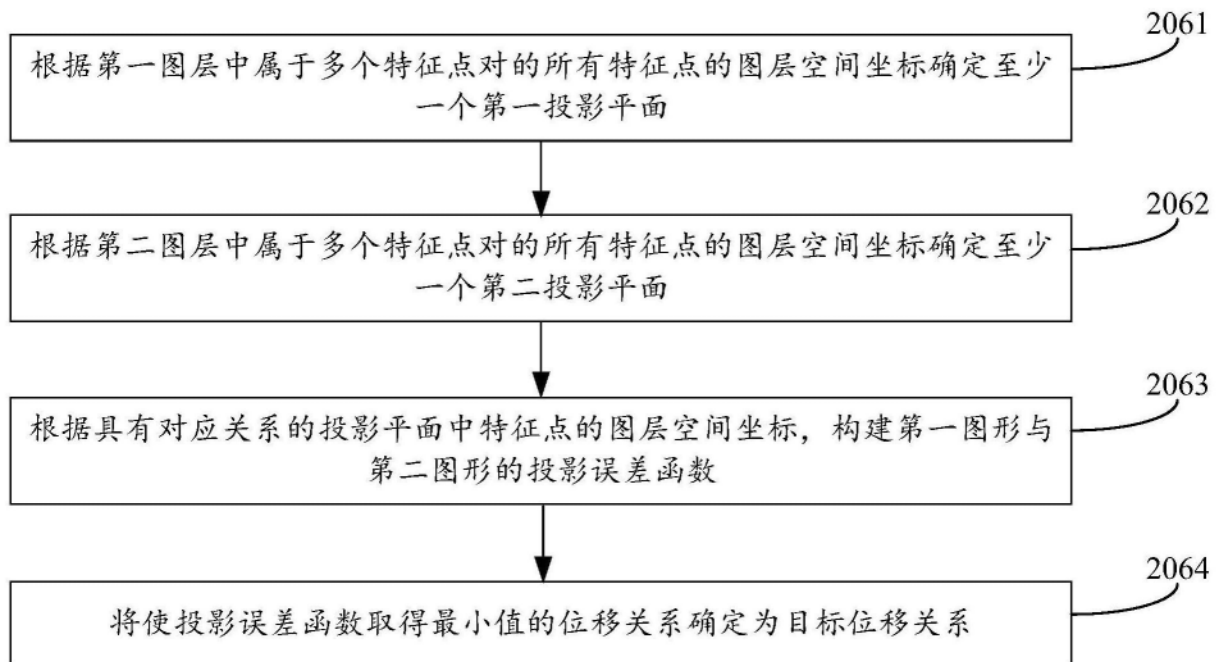 2061
根据第一图层中属于多个特征点对的所有特征点的图层空间坐标确定至少
一个第一投影平面
2062
根据第二图层中属于多个特征点对的所有特征点的图层空间坐标确定至少
一个第二投影平面
2063
根据具有对应关系的投影平面中特征点的图层空间坐标，构建第一图形与
第二图形的投影误差函数
2064
将使投影误差函数取得最小值的位移关系确定为目标位移关系